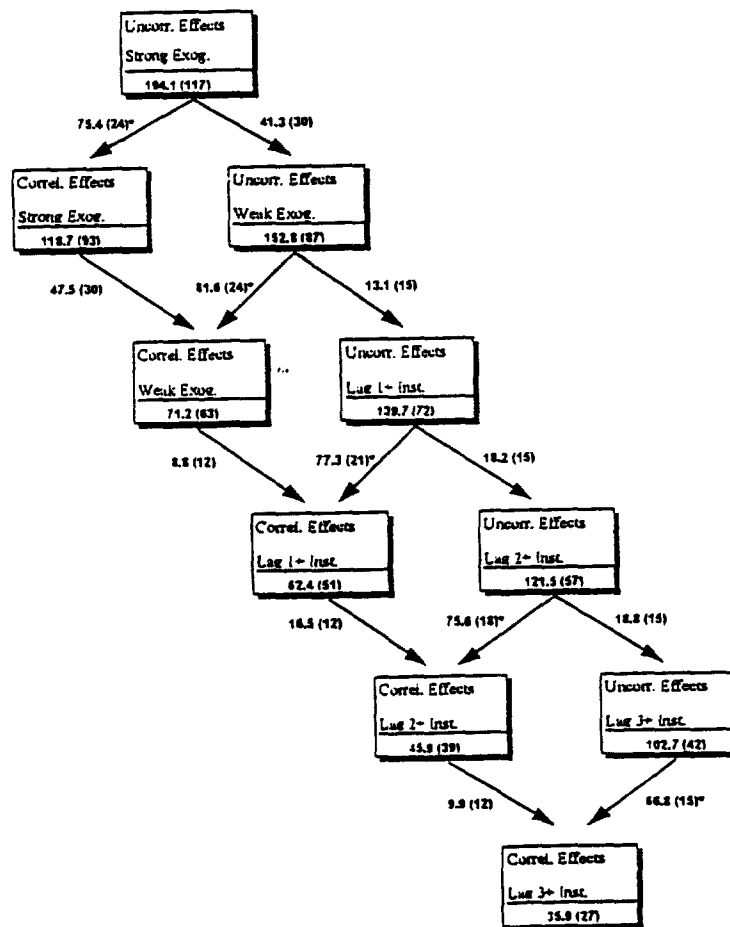 Uncorr. Effects
Strong Exog.
194.1 (117)
75.4 (24)*
41.3 (30)
Correl. Effects
Strong Exog.
118.7 (93)
Uncorr. Effects
Weak Exog.
152.8 (87)
47.5 (30)
81.6 (24)*
13.1 (15)
Correl. Effects
Weak Exog.
71.2 (63)
Uncorr. Effects
Lag 1+ Inst.
139.7 (72)
8.8 (12)
77.3 (21)*
18.2 (15)
Correl. Effects
Lag 1+ Inst.
62.4 (51)
Uncorr. Effects
Lag 2+ Inst.
121.5 (57)
16.5 (12)
75.6 (18)*
18.8 (15)
Correl. Effects
Lag 2+ Inst.
45.9 (39)
Uncorr. Effects
Lag 3+ Inst.
102.7 (42)
9.9 (12)
66.8 (15)*
Correl. Effects
Lag 3+ Inst.
35.9 (27)